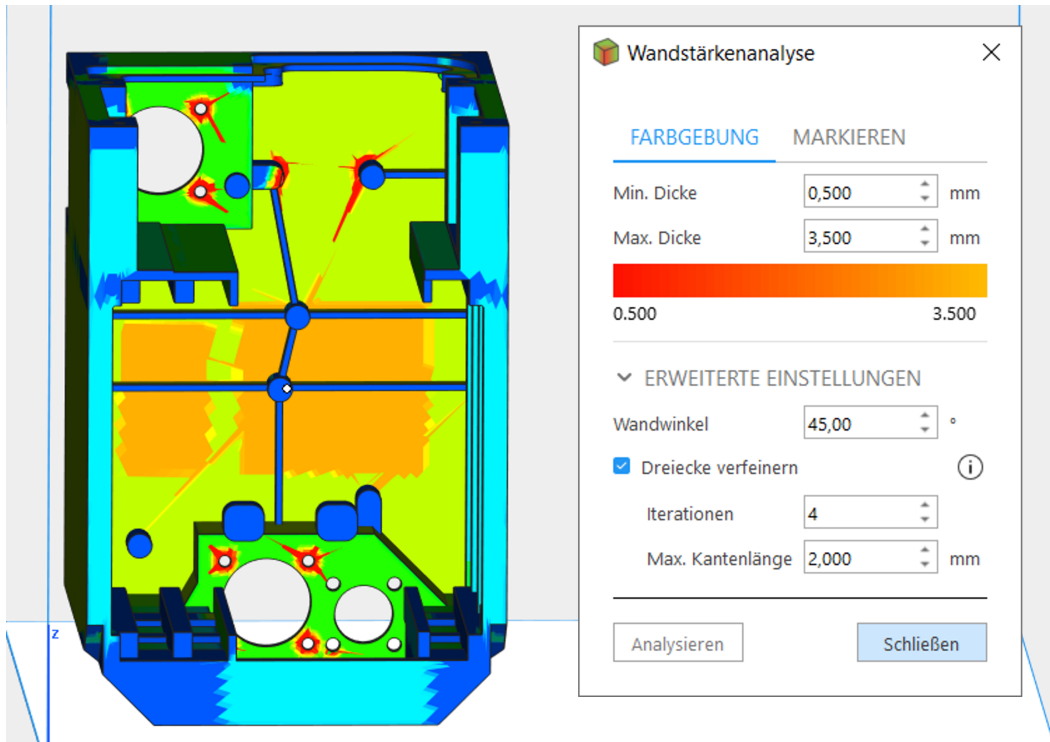 Wandstärkenanalyse
FARBGEBUNG MARKIEREN
Min. Dicke 0,500 mm
Max. Dicke 3,500 mm
0.500 3.500
ERWEITERTE EINSTELLUNGEN
Wandwinkel 45,00 °
Dreiecke verfeinern
Iterationen 4
Max. Kantenlänge 2,000 mm
Analysieren Schließen
z